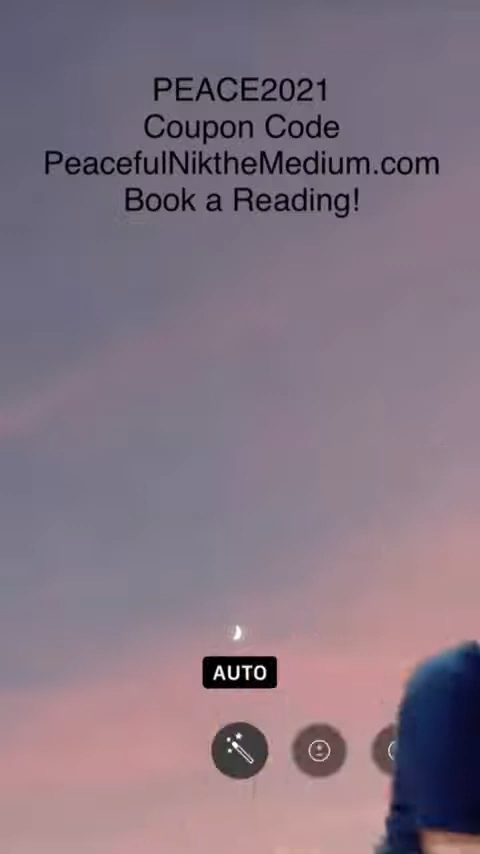 PEACE2021
Coupon Code
PeacefulNiktheMedium.com
Book a Reading!
AUTO